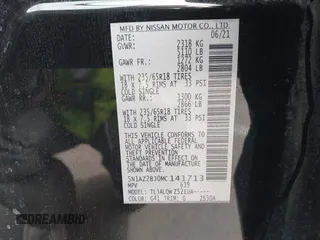 MFD BY NISSAN MOTOR CO., LTD.
DATE: 06/21
GVWR: 2318 KG
5110 LB
GAWR FR: 1272 KG
2804 LB
WITH 235/65R18 TIRES
18 X 7.5 RIMS AT 33 PSI
COLD SINGLE
GAWR RR: 1300 KG
2866 LB
WITH 235/65R18 TIRES
18 X 7.5 RIMS AT 33 PSI
COLD SINGLE
THIS VEHICLE CONFORMS
TO ALL APPLICABLE
FEDERAL MOTOR VEHICLE
SAFETY, BUMPER, AND
THEFT PREVENTION
STANDARDS IN EFFECT ON
THE DATE OF MANUFACTURE
SHOWN ABOVE.
MPV
COLOR: G41 TRIM: G
DREAMBID